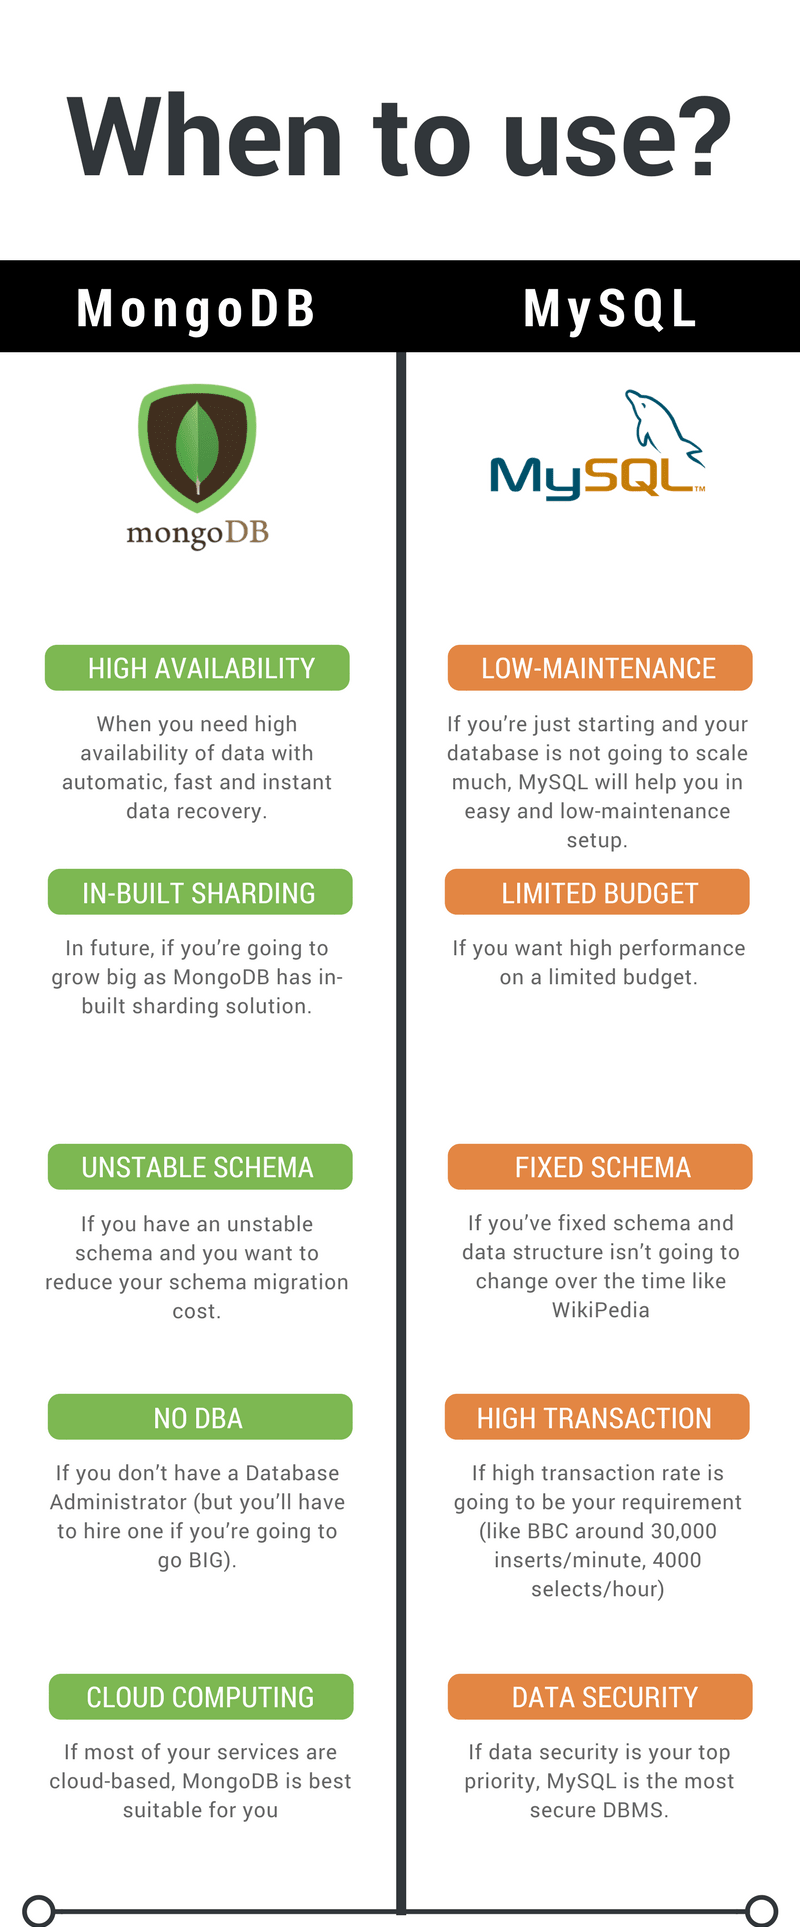 When to use?
MongoDB
MySQL
mongoDB
MySQL™
HIGH AVAILABILITY
When you need high
availability of data with
automatic, fast and instant
data recovery.
LOW-MAINTENANCE
If you’re just starting and your
database is not going to scale
much, MySQL will help you in
easy and low-maintenance
setup.
IN-BUILT SHARDING
In future, if you’re going to
grow big as MongoDB has in-
built sharding solution.
LIMITED BUDGET
If you want high performance
on a limited budget.
UNSTABLE SCHEMA
If you have an unstable
schema and you want to
reduce your schema migration
cost.
FIXED SCHEMA
If you’ve fixed schema and
data structure isn’t going to
change over the time like
WikiPedia
NO DBA
If you don’t have a Database
Administrator (but you’ll have
to hire one if you’re going to
go BIG).
HIGH TRANSACTION
If high transaction rate is
going to be your requirement
(like BBC around 30,000
inserts/minute, 4000
selects/hour)
CLOUD COMPUTING
If most of your services are
cloud-based, MongoDB is best
suitable for you
DATA SECURITY
If data security is your top
priority, MySQL is the most
secure DBMS.